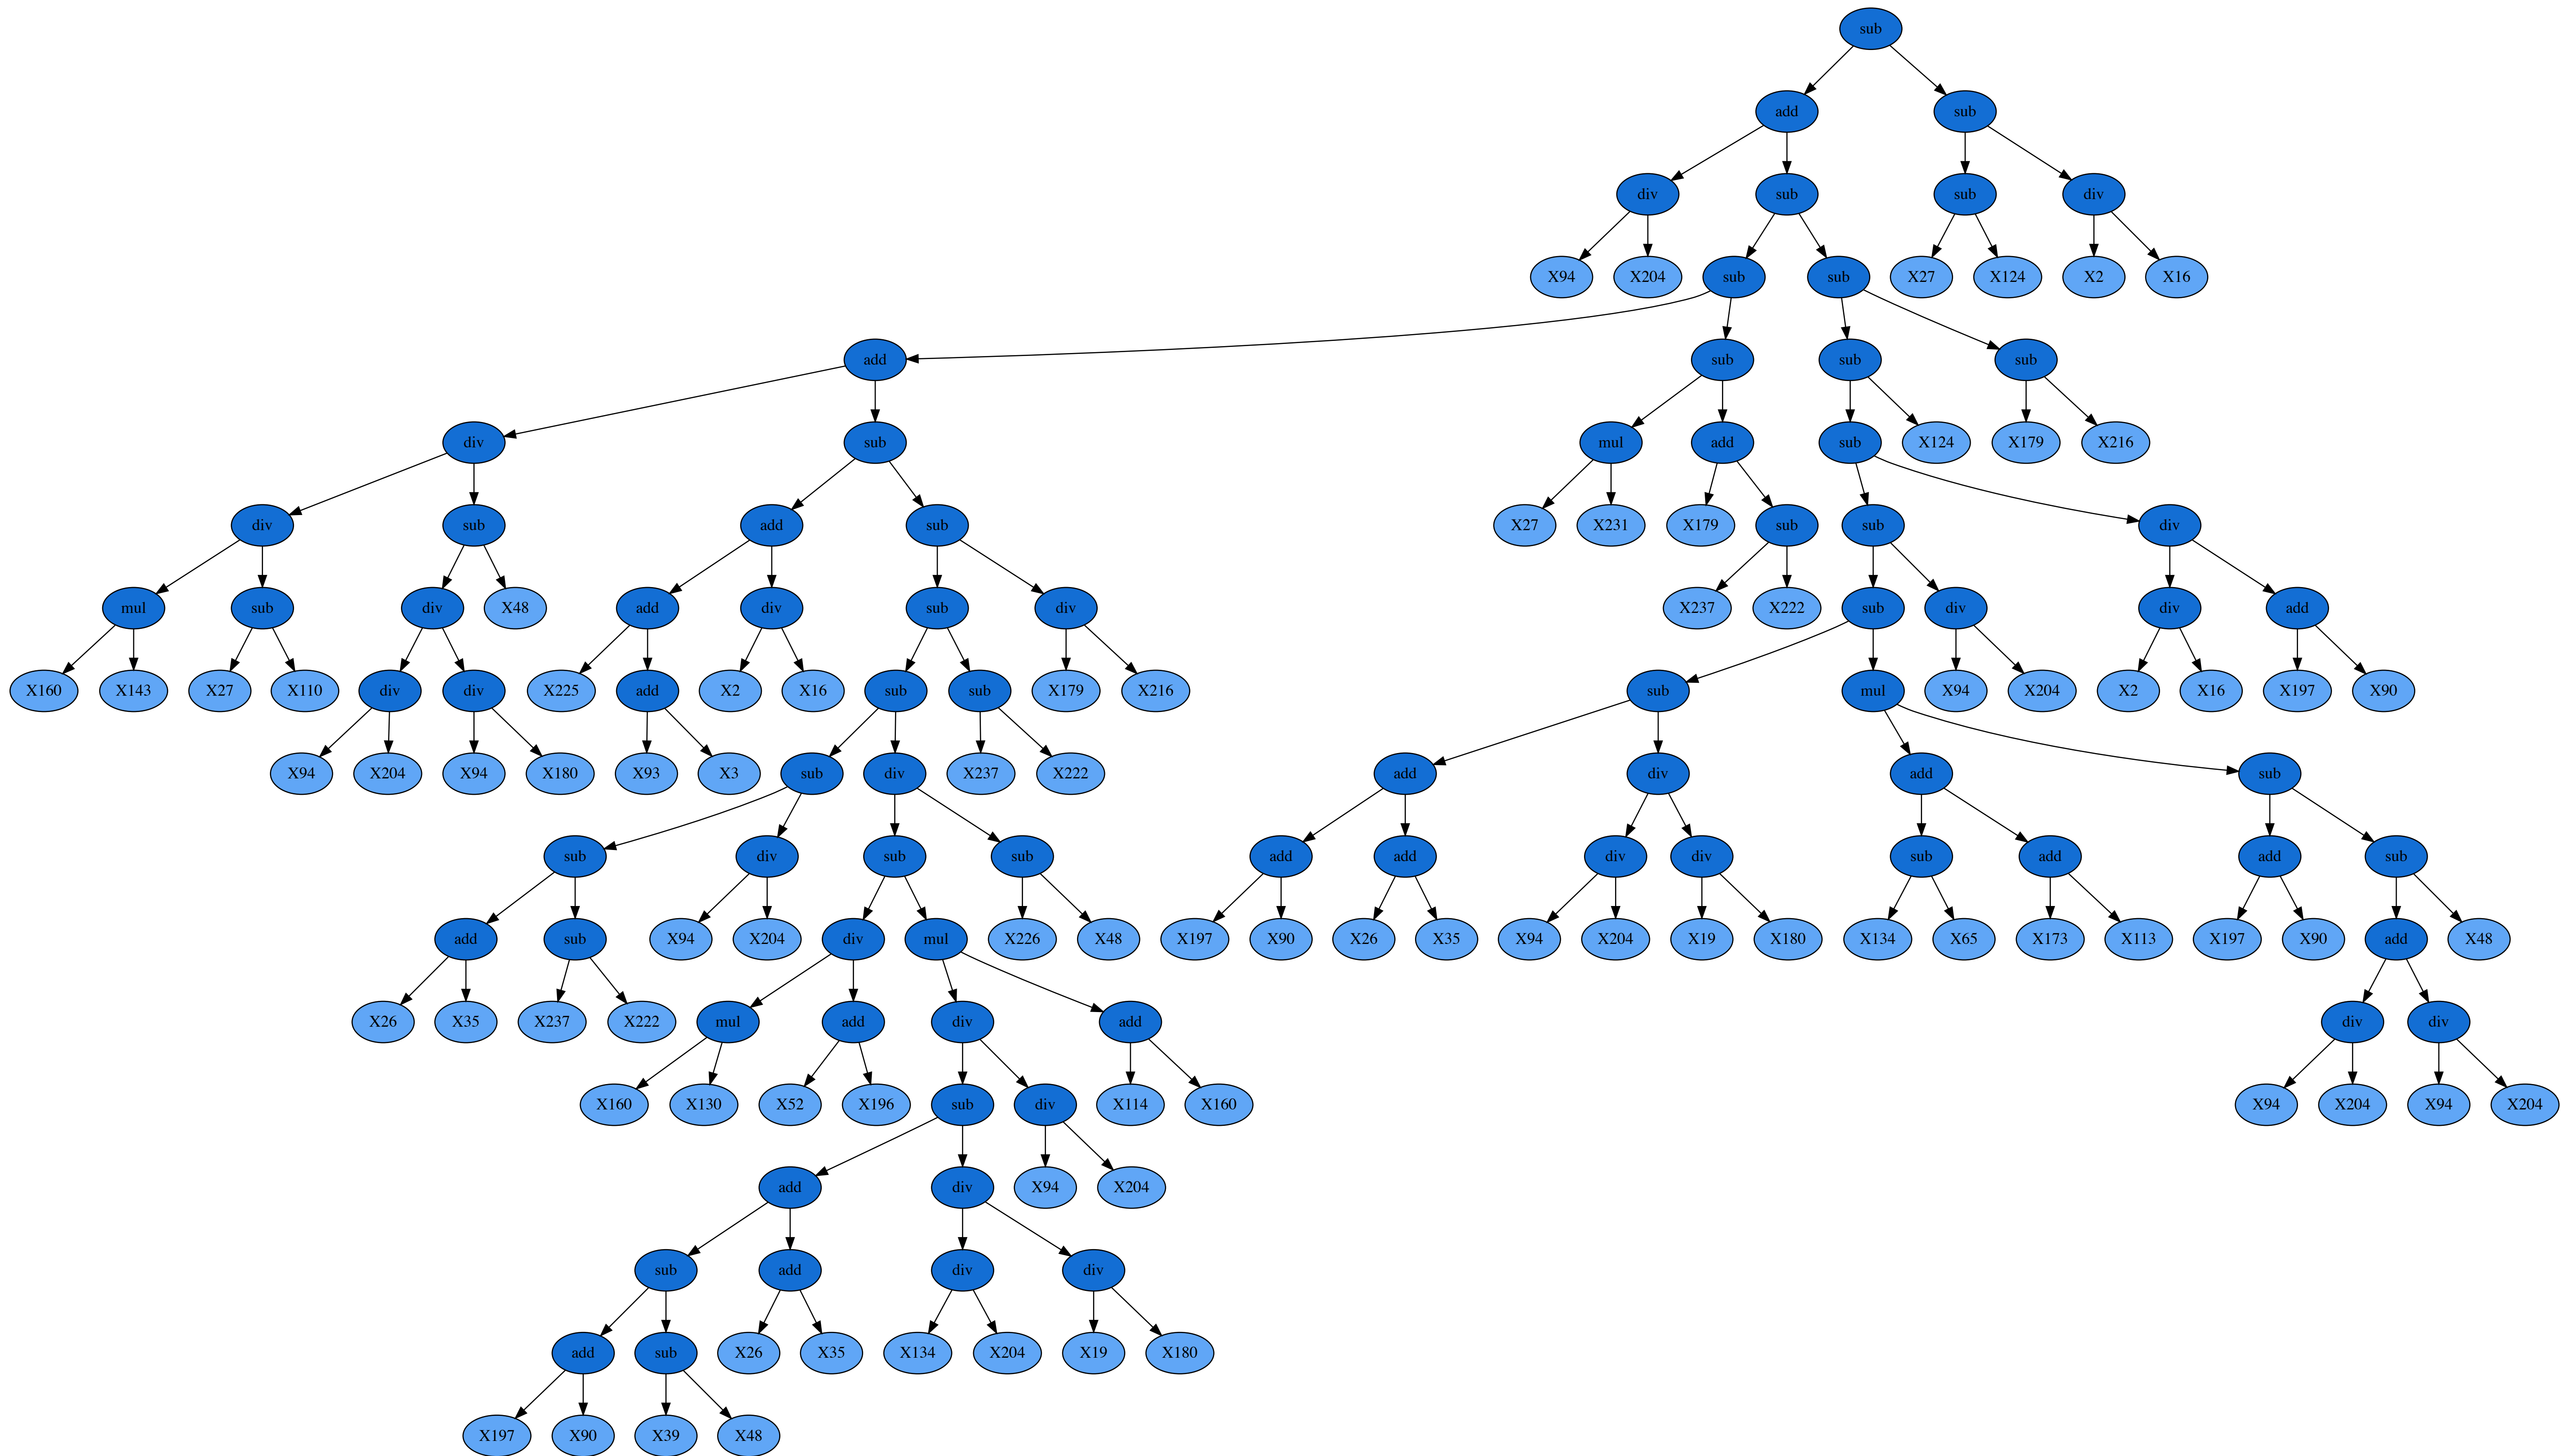 sub
add sub
div sub sub div
X94 X204 sub sub X27 X124 X2 X16
add sub sub sub
div sub mul add sub X124 X179 X216
div sub add sub X27 X231 X179 sub sub div
mul sub div X48 add div sub div X237 X222 sub div div add
X160 X143 X27 X110 div div X225 add X2 X16 sub sub X179 X216 sub mul X94 X204 X2 X16 X197 X90
X94 X204 X94 X180 X93 X3 sub div X237 X222 add div add sub
sub div sub sub add add div div sub add add sub
add sub X94 X204 div mul X226 X48 X197 X90 X26 X35 X94 X204 X19 X180 X134 X65 X173 X113 X197 X90 add X48
X26 X35 X237 X222 mul add div add div div
X160 X130 X52 X196 sub div X114 X160 X94 X204 X94 X204
add div X94 X204
sub add div div
add sub X26 X35 X134 X204 X19 X180
X197 X90 X39 X48